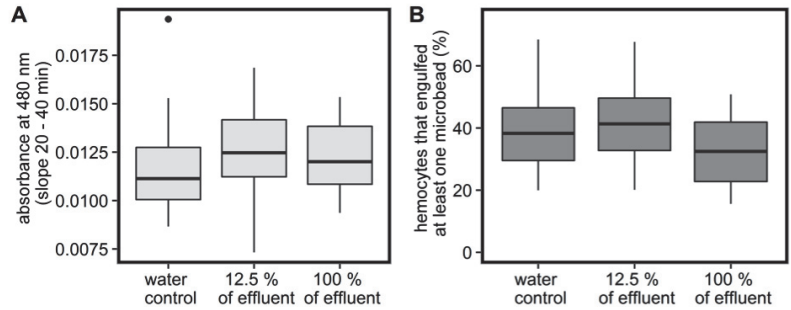 A
absorbance at 480 nm
(slope 20 - 40 min)
0.0175
0.0150
0.0125
0.0100
0.0075
water
control
12.5 %
of effluent
100 %
of effluent
B
hemocytes that engulfed
at least one microbead (%)
60
40
20
0
water
control
12.5 %
of effluent
100 %
of effluent